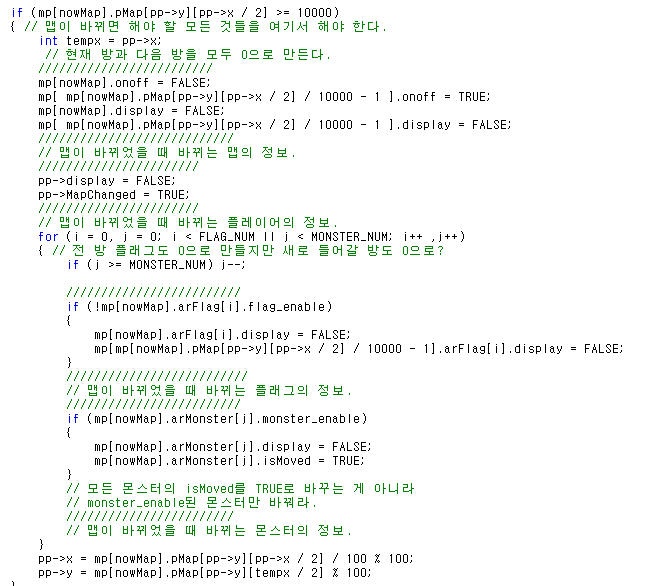 if (mp[nowMap].pMap[pp->y][pp->x / 2] >= 10000)
{ // 맵이 바뀌면 해야 할 모든 것들을 여기서 해야 한다.
int tempx = pp->x;
// 현재 방과 다음 방을 모두 0으로 만든다.
/////////////////////////
mp[nowMap].onoff = FALSE;
mp[ mp[nowMap].pMap[pp->y][pp->x / 2] / 10000 - 1 ].onoff = TRUE;
mp[nowMap].display = FALSE;
mp[ mp[nowMap].pMap[pp->y][pp->x / 2] / 10000 - 1 ].display = FALSE;
////////////////////////////
// 맵이 바뀌었을 때 바뀌는 맵의 정보.
///////////////////////
pp->display = FALSE;
pp->MapChanged = TRUE;
///////////////////////
// 맵이 바뀌었을 때 바뀌는 플레이어의 정보.
for (i = 0, j = 0; i < FLAG_NUM || j < MONSTER_NUM; i++ ,j++)
{ // 전 방 플래그도 0으로 만들지만 새로 들어갈 방도 0으로?
if (j >= MONSTER_NUM) j--;
/////////////////////////
if (!mp[nowMap].arFlag[i].flag_enable)
{
mp[nowMap].arFlag[i].display = FALSE;
mp[mp[nowMap].pMap[pp->y][pp->x / 2] / 10000 - 1].arFlag[i].display = FALSE;
}
//////////////////////////
// 맵이 바뀌었을 때 바뀌는 플래그의 정보.
/////////////////////////
if (mp[nowMap].arMonster[j].monster_enable)
{
mp[nowMap].arMonster[j].display = FALSE;
mp[nowMap].arMonster[j].isMoved = TRUE;
}
// 모든 몬스터의 isMoved를 TRUE로 바꾸는 게 아니라
// monster_enable된 몬스터만 바꿔라.
////////////////////////
// 맵이 바뀌었을 때 바뀌는 몬스터의 정보.
}
pp->x = mp[nowMap].pMap[pp->y][pp->x / 2] / 100 % 100;
pp->y = mp[nowMap].pMap[pp->y][tempx / 2] % 100;
}